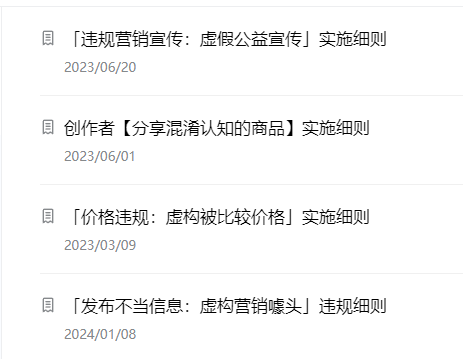 「违规营销宣传：虚假公益宣传」实施细则
2023/06/20
创作者【分享混淆认知的商品】实施细则
2023/06/01
「价格违规：虚构被比较价格」实施细则
2023/03/09
「发布不当信息：虚构营销噱头」违规细则
2024/01/08